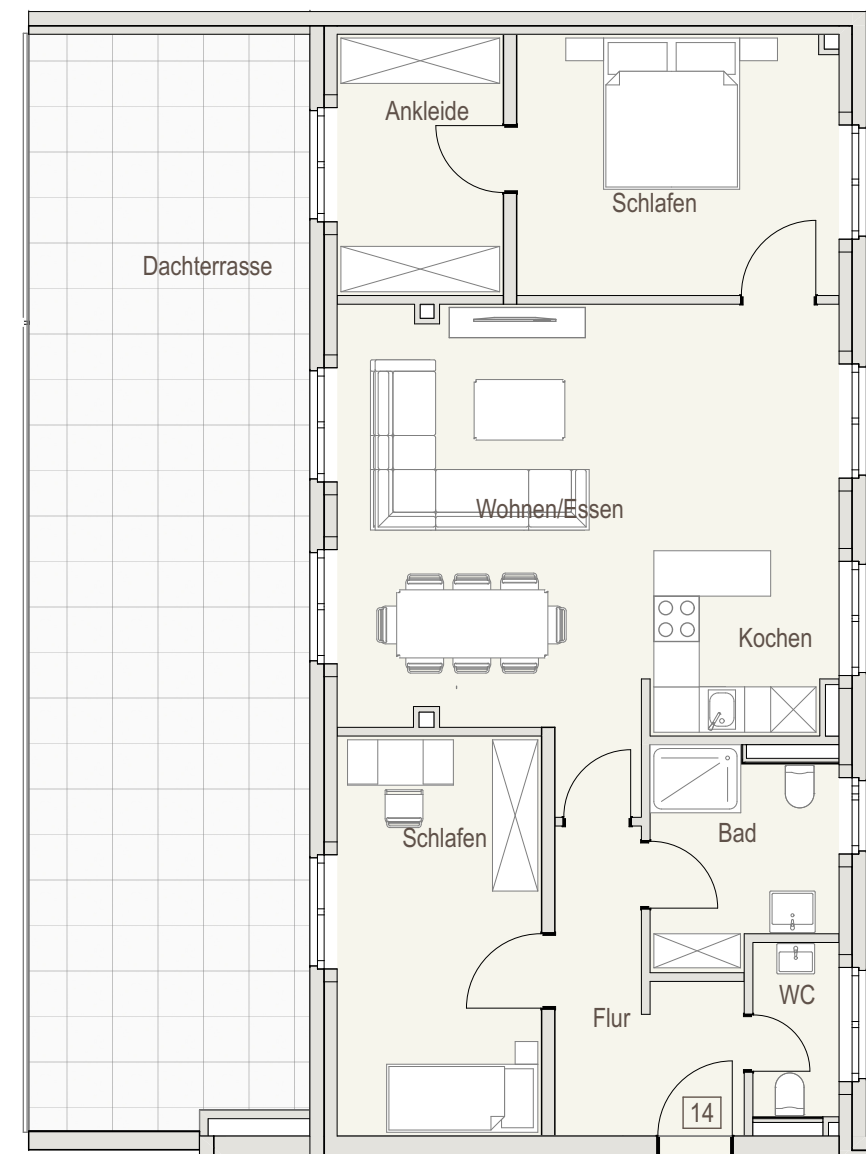 Ankleide
Schlafen
Dachterrasse
Wohnen/Essen
Kochen
Schlafen
Bad
WC
Flur
14